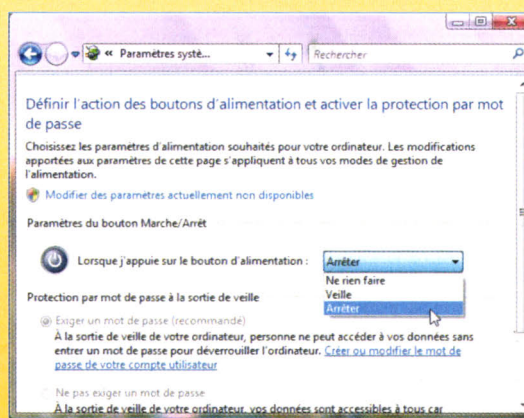 « Paramètres systè...
Rechercher
Définir l'action des boutons d'alimentation et activer la protection par mot
de passe
Choisissez les paramètres d'alimentation souhaités pour votre ordinateur. Les modifications
apportées aux paramètres de cette page s'appliquent à tous vos modes de gestion de
l'alimentation.
Modifier des paramètres actuellement non disponibles
Paramètres du bouton Marche/Arrêt
Lorsque j'appuie sur le bouton d'alimentation : Arrêter
Ne rien faire
Veille
Arrêter
Protection par mot de passe à la sortie de veille
Exiger un mot de passe (recommandé)
À la sortie de veille de votre ordinateur, personne ne peut accéder à vos données sans
entrer un mot de passe pour déverrouiller l'ordinateur. Créer ou modifier le mot de
passe de votre compte utilisateur
Ne pas exiger un mot de passe
À la sortie de veille de votre ordinateur, vos données sont accessibles à tous car